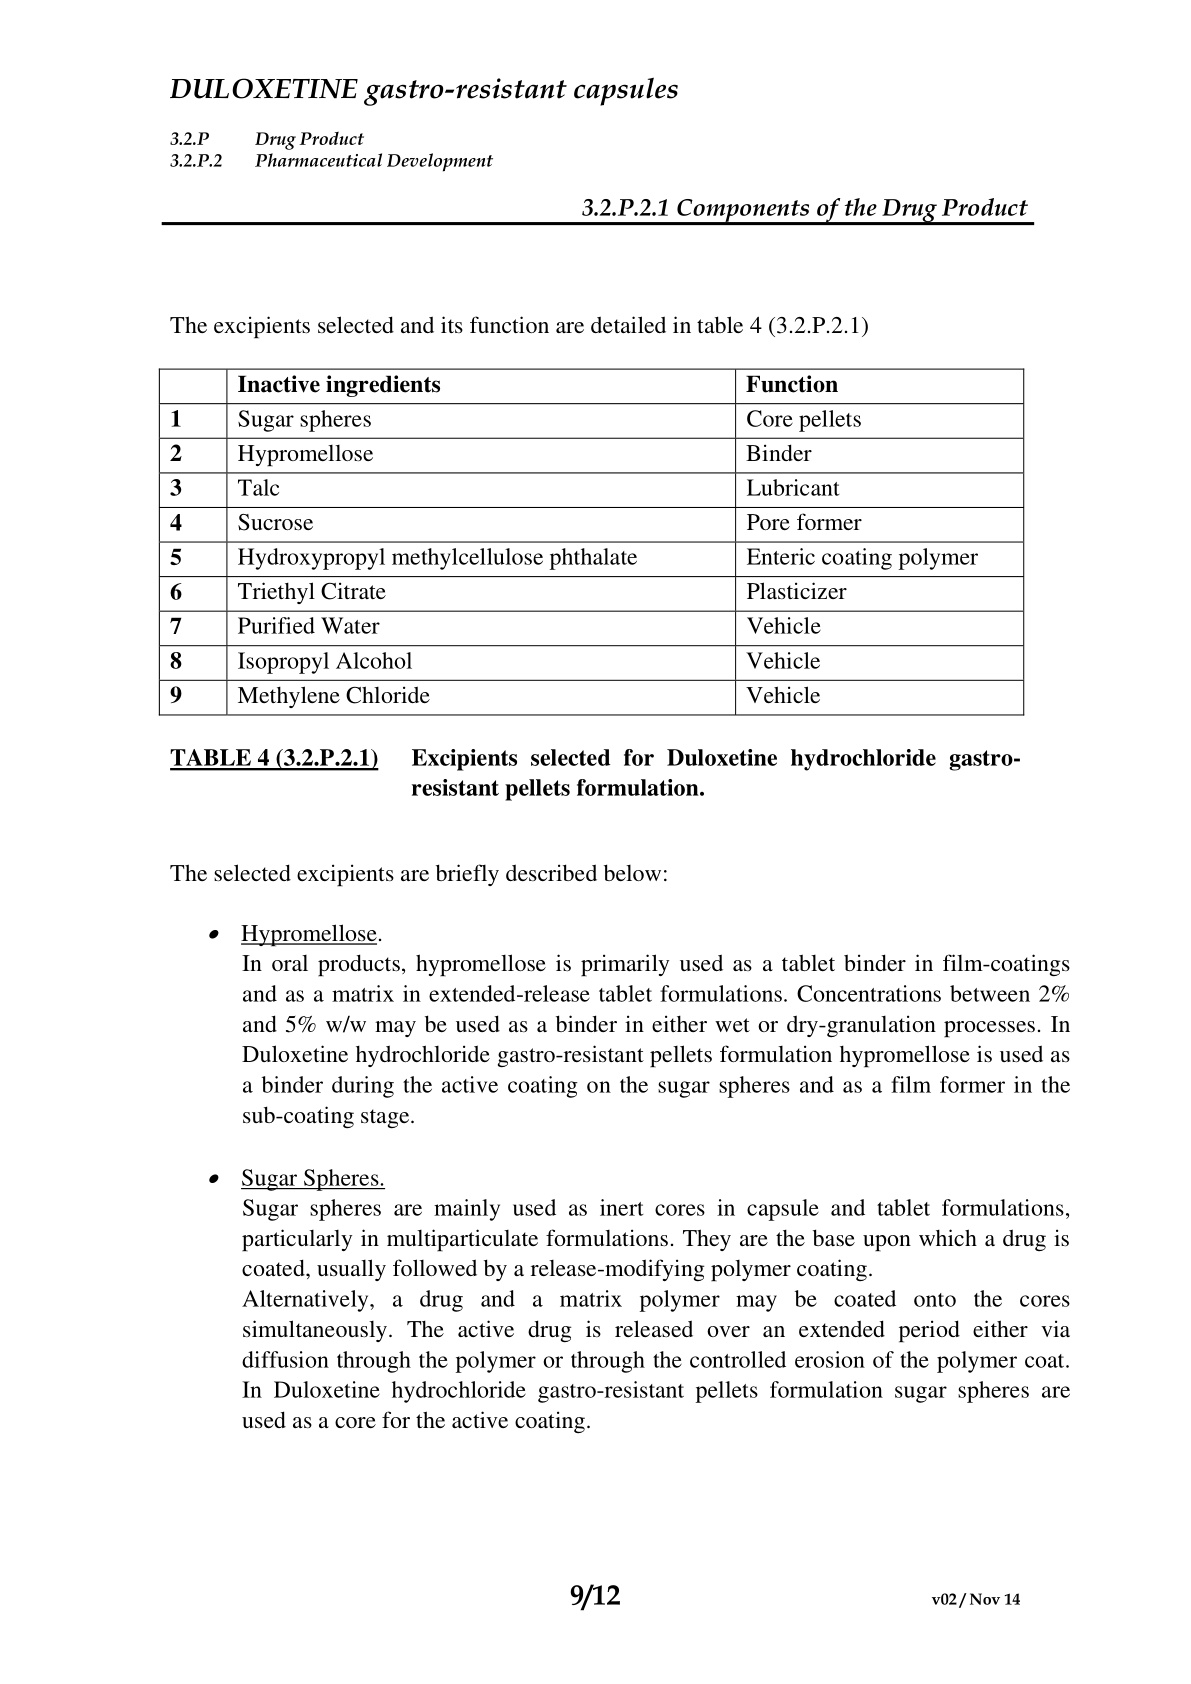 DULOXETINE gastro-resistant capsules
3.2.P Drug Product
3.2.P.2 Pharmaceutical Development
3.2.P.2.1 Components of the Drug Product
The excipients selected and its function are detailed in table 4 (3.2.P.2.1)
Inactive ingredients Function
1 Sugar spheres Core pellets
2 Hypromellose Binder
3 Talc Lubricant
4 Sucrose Pore former
5 Hydroxypropyl methylcellulose phthalate Enteric coating polymer
6 Triethyl Citrate Plasticizer
7 Purified Water Vehicle
8 Isopropyl Alcohol Vehicle
9 Methylene Chloride Vehicle
TABLE 4 (3.2.P.2.1) Excipients selected for Duloxetine hydrochloride gastro-
resistant pellets formulation.
The selected excipients are briefly described below:
• Hypromellose.
In oral products, hypromellose is primarily used as a tablet binder in film-coatings
and as a matrix in extended-release tablet formulations. Concentrations between 2%
and 5% w/w may be used as a binder in either wet or dry-granulation processes. In
Duloxetine hydrochloride gastro-resistant pellets formulation hypromellose is used as
a binder during the active coating on the sugar spheres and as a film former in the
sub-coating stage.
• Sugar Spheres.
Sugar spheres are mainly used as inert cores in capsule and tablet formulations,
particularly in multiparticulate formulations. They are the base upon which a drug is
coated, usually followed by a release-modifying polymer coating.
Alternatively, a drug and a matrix polymer may be coated onto the cores
simultaneously. The active drug is released over an extended period either via
diffusion through the polymer or through the controlled erosion of the polymer coat.
In Duloxetine hydrochloride gastro-resistant pellets formulation sugar spheres are
used as a core for the active coating.
9/12
v02 / Nov 14